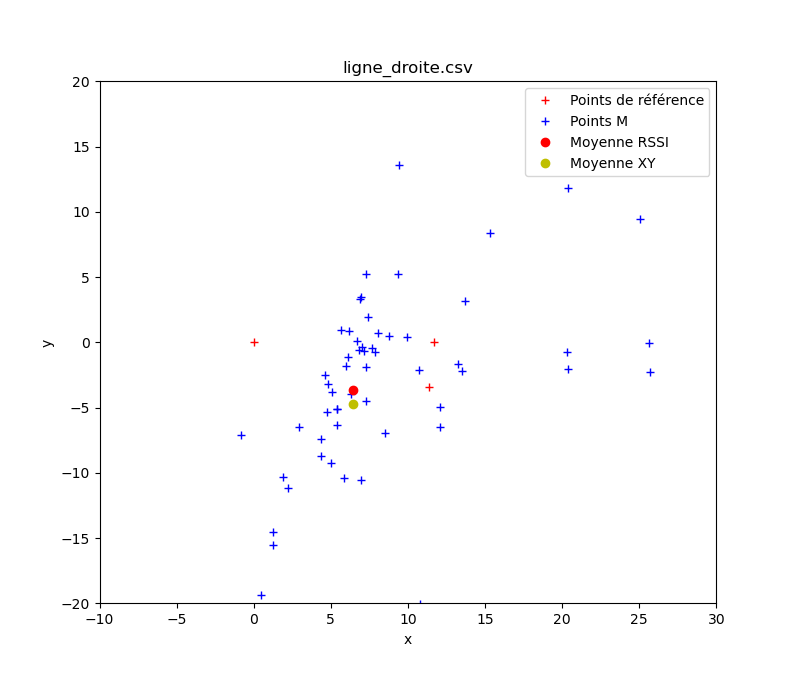 ligne_droite.csv
Points de référence
Points M
Moyenne RSSI
Moyenne XY
y
20
15
10
5
0
−5
−10
−15
−20
−10
−5
0
5
10
15
20
25
30
x